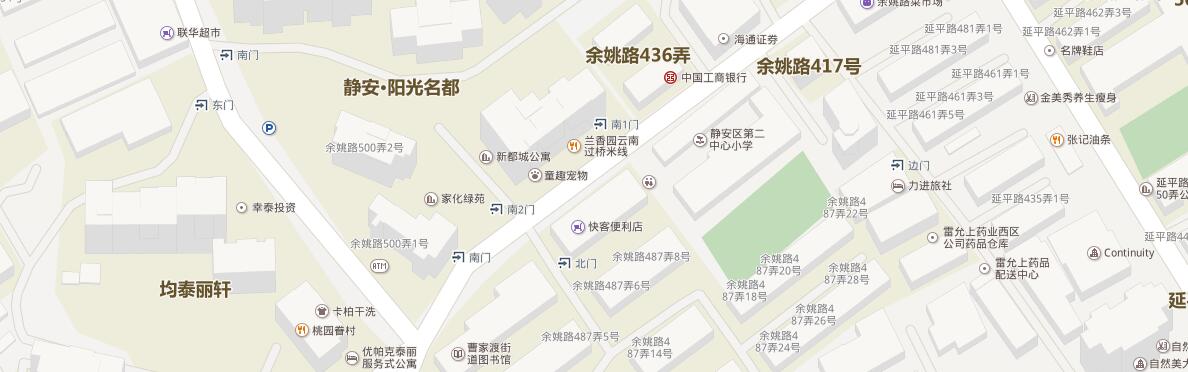 余姚路菜市场
延平路462弄3号
联华超市
海通证券
延平路481弄1号
延平路462弄1号
南门
余姚路436弄
延平路481弄3号
名牌鞋店
余姚路417号
中国工商银行
延平路461弄1号
静安·阳光名都
延平路461弄3号
金美秀养生瘦身
东门
延平路461弄5号
南1门
静安区第二
中心小学
兰香园云南
过桥米线
张记油条
余姚路500弄2号
新都城公寓
边门
童趣宠物
力进旅社
家化绿苑
延平路435弄1号
幸泰投资
南2门
余姚路4
87弄22号
快客便利店
雷允上药业西区
公司药品仓库
余姚路500弄1号
南门
北门
余姚路487弄8号
余姚路4
87弄20号
余姚路4
87弄28号
雷允上药品
配送中心
Continuity
ATM
均泰丽轩
余姚路487弄6号
余姚路4
87弄18号
卡柏干洗
余姚路4
87弄26号
桃园眷村
余姚路487弄5号
余姚路4
87弄14号
余姚路4
87弄24号
优帕克泰丽
服务式公寓
曹家渡街
道图书馆
自然美大